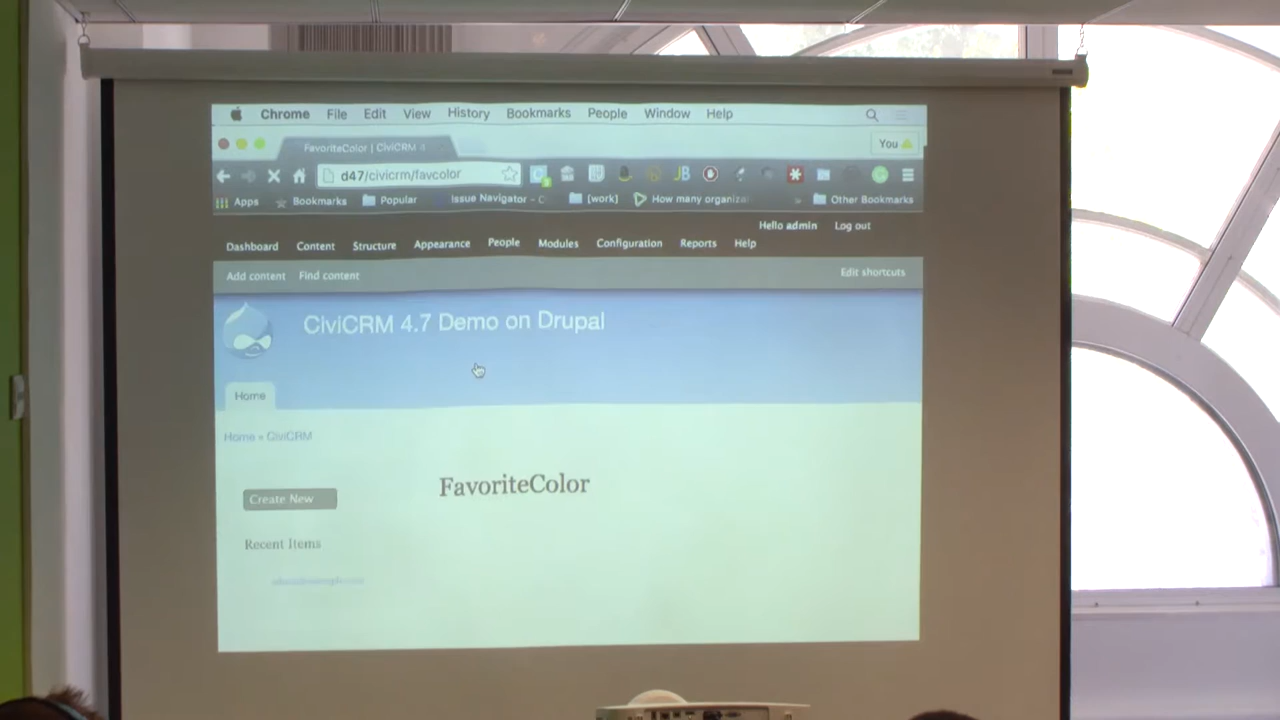 Chrome File Edit View History Bookmarks People Window Help
FavoriteColor | CiviCRM 4
You
d47/civicrm/favcolor
JB
Apps Bookmarks Popular Issue Navigator - C [work] How many organiza » Other Bookmarks
Hello admin Log out
Dashboard Content Structure Appearance People Modules Configuration Reports Help
Add content Find content Edit shortcuts
CiviCRM 4.7 Demo on Drupal
Home
Home » CiviCRM
FavoriteColor
Create New
Recent Items